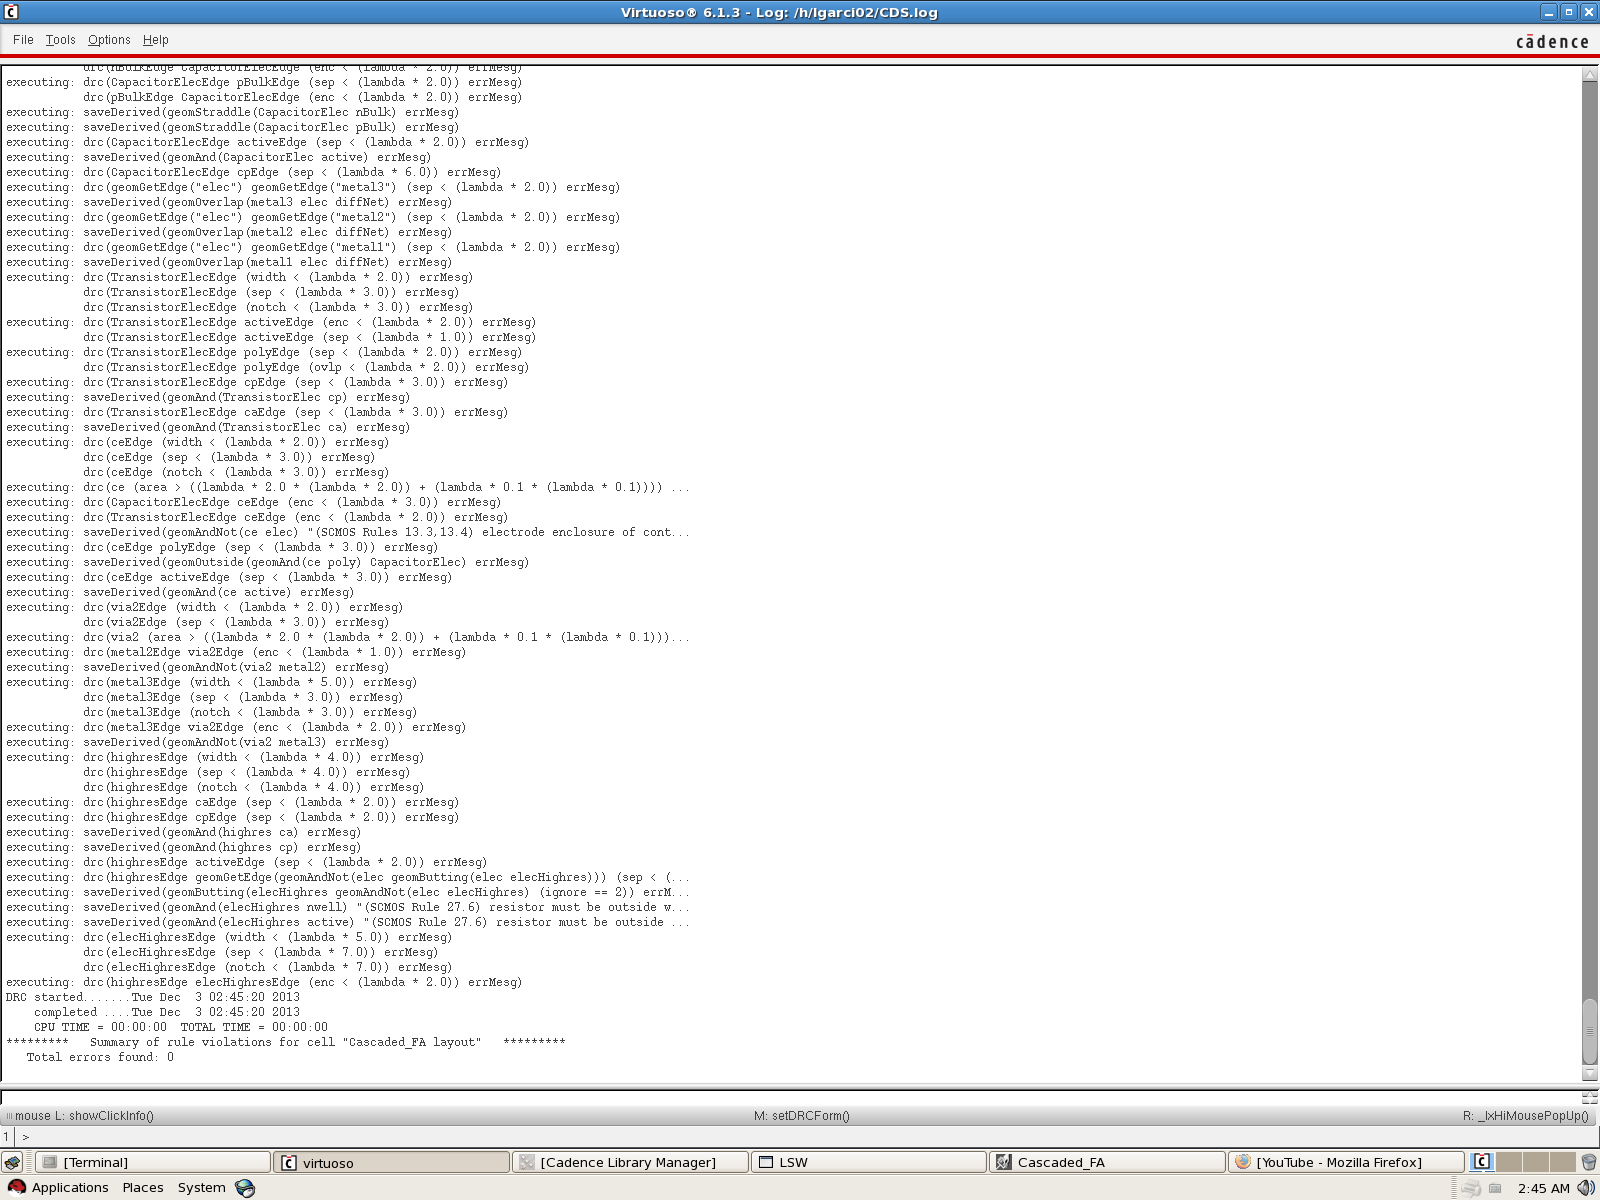 Virtuoso® 6.1.3 - Log: /h/lgarci02/CDS.log
File Tools Options Help
cādence
drc(nBulkEdge CapacitorElecEdge (enc < (lambda * 2.0)) errMesg)
executing: drc(CapacitorElecEdge pBulkEdge (sep < (lambda * 2.0)) errMesg)
drc(pBulkEdge CapacitorElecEdge (enc < (lambda * 2.0)) errMesg)
executing: saveDerived(geomStraddle(CapacitorElec nBulk) errMesg)
executing: saveDerived(geomStraddle(CapacitorElec pBulk) errMesg)
executing: drc(CapacitorElecEdge activeEdge (sep < (lambda * 2.0)) errMesg)
executing: saveDerived(geomAnd(CapacitorElec active) errMesg)
executing: drc(CapacitorElecEdge cpEdge (sep < (lambda * 6.0)) errMesg)
executing: drc(geomGetEdge("elec") geomGetEdge("metal3") (sep < (lambda * 2.0)) errMesg)
executing: saveDerived(geomOverlap(metal3 elec diffNet) errMesg)
executing: drc(geomGetEdge("elec") geomGetEdge("metal2") (sep < (lambda * 2.0)) errMesg)
executing: saveDerived(geomOverlap(metal2 elec diffNet) errMesg)
executing: drc(geomGetEdge("elec") geomGetEdge("metal1") (sep < (lambda * 2.0)) errMesg)
executing: saveDerived(geomOverlap(metal1 elec diffNet) errMesg)
executing: drc(TransistorElecEdge (width < (lambda * 2.0)) errMesg)
drc(TransistorElecEdge (sep < (lambda * 3.0)) errMesg)
drc(TransistorElecEdge (notch < (lambda * 3.0)) errMesg)
executing: drc(TransistorElecEdge activeEdge (enc < (lambda * 2.0)) errMesg)
drc(TransistorElecEdge activeEdge (sep < (lambda * 1.0)) errMesg)
executing: drc(TransistorElecEdge polyEdge (sep < (lambda * 2.0)) errMesg)
drc(TransistorElecEdge polyEdge (ovlp < (lambda * 2.0)) errMesg)
executing: drc(TransistorElecEdge cpEdge (sep < (lambda * 3.0)) errMesg)
executing: saveDerived(geomAnd(TransistorElec cp) errMesg)
executing: drc(TransistorElecEdge caEdge (sep < (lambda * 3.0)) errMesg)
executing: saveDerived(geomAnd(TransistorElec ca) errMesg)
executing: drc(ceEdge (width < (lambda * 2.0)) errMesg)
drc(ceEdge (sep < (lambda * 3.0)) errMesg)
drc(ceEdge (notch < (lambda * 3.0)) errMesg)
executing: drc(ce (area > ((lambda * 2.0 * (lambda * 2.0)) + (lambda * 0.1 * (lambda * 0.1)))) ...
executing: drc(CapacitorElecEdge ceEdge (enc < (lambda * 3.0)) errMesg)
executing: drc(TransistorElecEdge ceEdge (enc < (lambda * 2.0)) errMesg)
executing: saveDerived(geomAndNot(ce elec) "(SCMOS Rules 13.3,13.4) electrode enclosure of cont...
executing: drc(ceEdge polyEdge (sep < (lambda * 3.0)) errMesg)
executing: saveDerived(geomOutside(geomAnd(ce poly) CapacitorElec) errMesg)
executing: drc(ceEdge activeEdge (sep < (lambda * 3.0)) errMesg)
executing: saveDerived(geomAnd(ce active) errMesg)
executing: drc(via2Edge (width < (lambda * 2.0)) errMesg)
drc(via2Edge (sep < (lambda * 3.0)) errMesg)
executing: drc(via2 (area > ((lambda * 2.0 * (lambda * 2.0)) + (lambda * 0.1 * (lambda * 0.1)))...
executing: drc(metal2Edge via2Edge (enc < (lambda * 1.0)) errMesg)
executing: saveDerived(geomAndNot(via2 metal2) errMesg)
executing: drc(metal3Edge (width < (lambda * 5.0)) errMesg)
drc(metal3Edge (sep < (lambda * 3.0)) errMesg)
drc(metal3Edge (notch < (lambda * 3.0)) errMesg)
executing: drc(metal3Edge via2Edge (enc < (lambda * 2.0)) errMesg)
executing: saveDerived(geomAndNot(via2 metal3) errMesg)
executing: drc(highresEdge (width < (lambda * 4.0)) errMesg)
drc(highresEdge (sep < (lambda * 4.0)) errMesg)
drc(highresEdge (notch < (lambda * 4.0)) errMesg)
executing: drc(highresEdge caEdge (sep < (lambda * 2.0)) errMesg)
executing: drc(highresEdge cpEdge (sep < (lambda * 2.0)) errMesg)
executing: saveDerived(geomAnd(highres ca) errMesg)
executing: saveDerived(geomAnd(highres cp) errMesg)
executing: drc(highresEdge activeEdge (sep < (lambda * 2.0)) errMesg)
executing: drc(highresEdge geomGetEdge(geomAndNot(elec geomButting(elec elecHighres))) (sep < (...
executing: saveDerived(geomButting(elecHighres geomAndNot(elec elecHighres) (ignore == 2)) errM...
executing: saveDerived(geomAnd(elecHighres nwell) "(SCMOS Rule 27.6) resistor must be outside w...
executing: saveDerived(geomAnd(elecHighres active) "(SCMOS Rule 27.6) resistor must be outside ...
executing: drc(elecHighresEdge (width < (lambda * 5.0)) errMesg)
drc(elecHighresEdge (sep < (lambda * 7.0)) errMesg)
drc(elecHighresEdge (notch < (lambda * 7.0)) errMesg)
executing: drc(highresEdge elecHighresEdge (enc < (lambda * 2.0)) errMesg)
DRC started.......Tue Dec  3 02:45:20 2013
completed ....Tue Dec  3 02:45:20 2013
CPU TIME = 00:00:00  TOTAL TIME = 00:00:00
********* Summary of rule violations for cell "Cascaded_FA layout" *********
Total errors found: 0
mouse L: showClickInfo() M: setDRCForm() R: _lxHiMousePopUp()
1 >
[Terminal] virtuoso [Cadence Library Manager] LSW Cascaded_FA [YouTube - Mozilla Firefox]
Applications Places System 2:45 AM